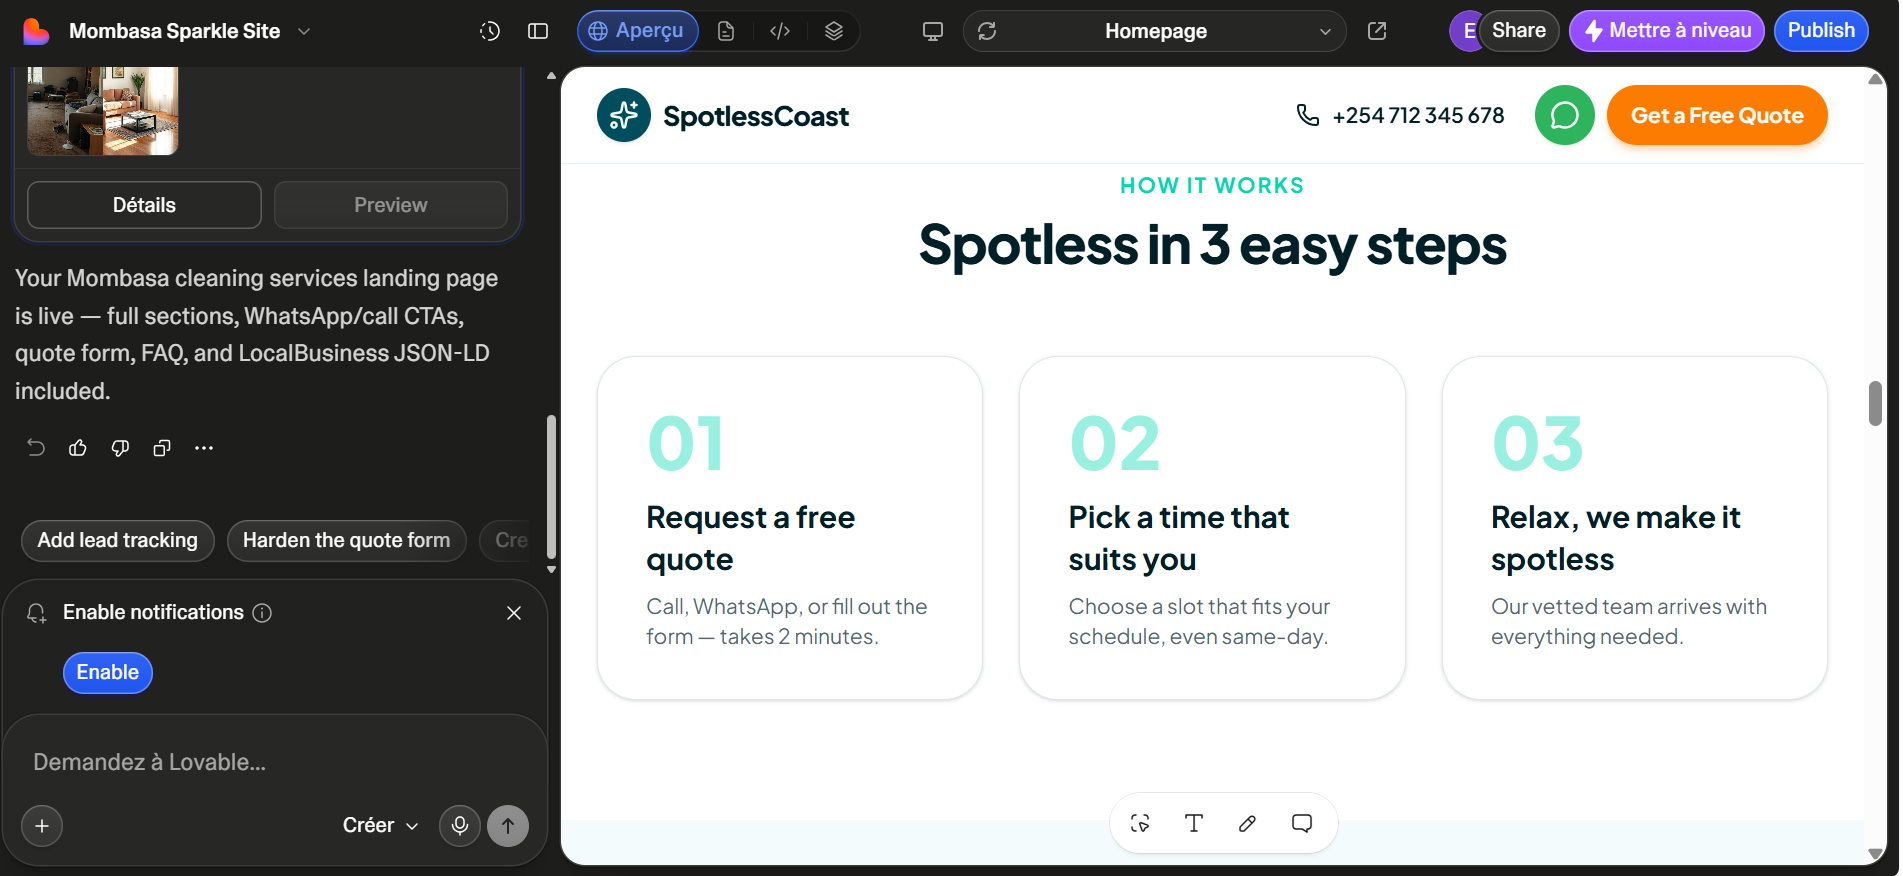 Mombasa Sparkle Site
Aperçu
Homepage
E
Share
Mettre à niveau
Publish
Détails
Preview
Your Mombasa cleaning services landing page
is live — full sections, WhatsApp/call CTAs,
quote form, FAQ, and LocalBusiness JSON-LD
included.
Add lead tracking
Harden the quote form
Cre
Enable notifications
Enable
Demandez à Lovable...
Créer
SpotlessCoast
+254 712 345 678
Get a Free Quote
HOW IT WORKS
Spotless in 3 easy steps
01
Request a free
quote
Call, WhatsApp, or fill out the
form — takes 2 minutes.
02
Pick a time that
suits you
Choose a slot that fits your
schedule, even same-day.
03
Relax, we make it
spotless
Our vetted team arrives with
everything needed.